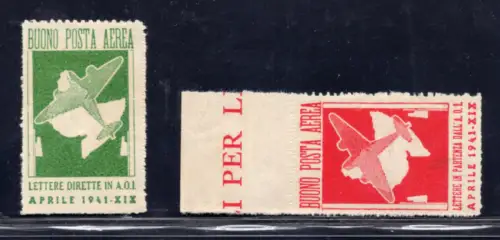 BUONO POSTA AEREA
LETTERE DIRETTE IN A.O.I.
APRILE 1941-XIX
I PER L
BUONO POSTA AEREA
LETTERE IN PARTENZA DALL'A.O.I.
APRILE 1941-XIX